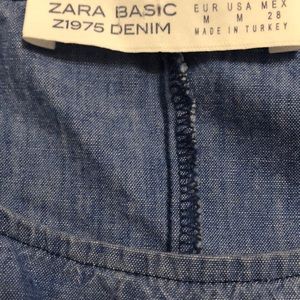 ZARA BASIC
Z1975 DENIM
EUR USA MEX
M M 28
MADE IN TURKEY